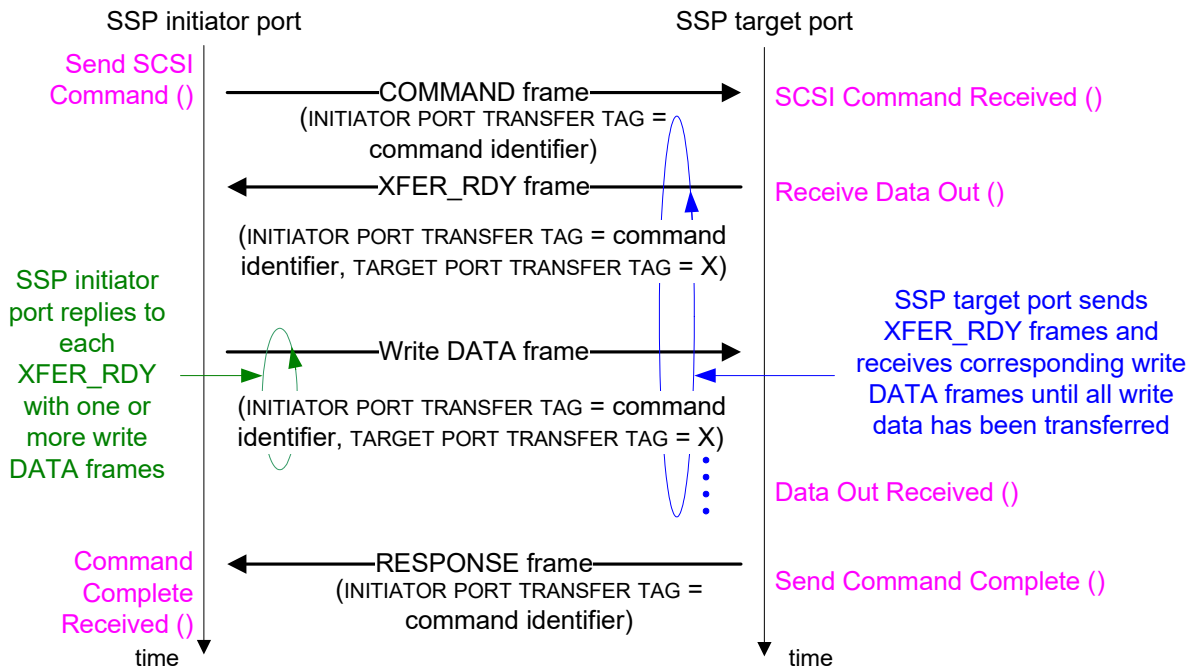 SSP initiator port
SSP target port
Send SCSI
Command ()
COMMAND frame
SCSI Command Received ()
(INITIATOR PORT TRANSFER TAG =
command identifier)
XFER_RDY frame
Receive Data Out ()
(INITIATOR PORT TRANSFER TAG = command
identifier, TARGET PORT TRANSFER TAG = X)
SSP initiator
port replies to
each
XFER_RDY
with one or
more write
DATA frames
Write DATA frame
(INITIATOR PORT TRANSFER TAG = command
identifier, TARGET PORT TRANSFER TAG = X)
SSP target port sends
XFER_RDY frames and
receives corresponding write
DATA frames until all write
data has been transferred
Data Out Received ()
Command
Complete
Received ()
RESPONSE frame
(INITIATOR PORT TRANSFER TAG =
command identifier)
Send Command Complete ()
time
time